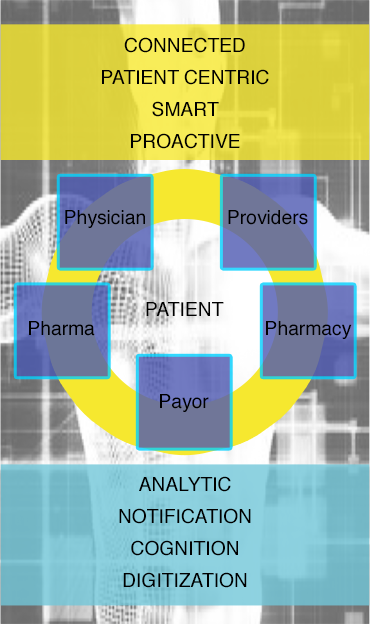 CONNECTED
PATIENT CENTRIC
SMART
PROACTIVE
Physician
Providers
PATIENT
Pharma
Pharmacy
Payor
ANALYTIC
NOTIFICATION
COGNITION
DIGITIZATION